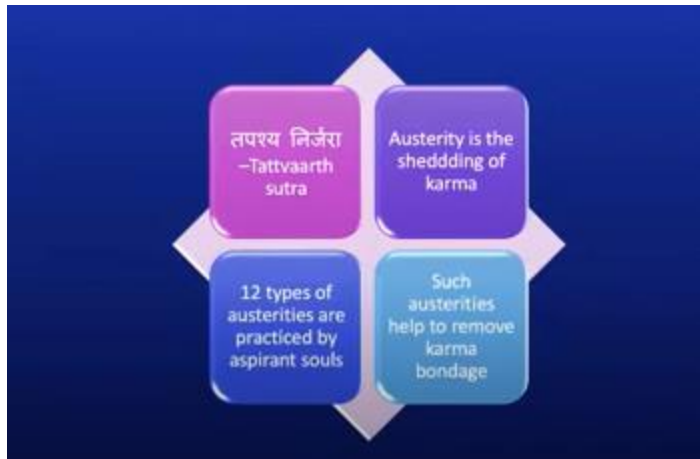 तपश्य निर्जरा
–Tattvaarth
sutra
Austerity is the
sheddding of
karma
12 types of
austerities are
practiced by
aspirant souls
Such
austerities
help to remove
karma
bondage